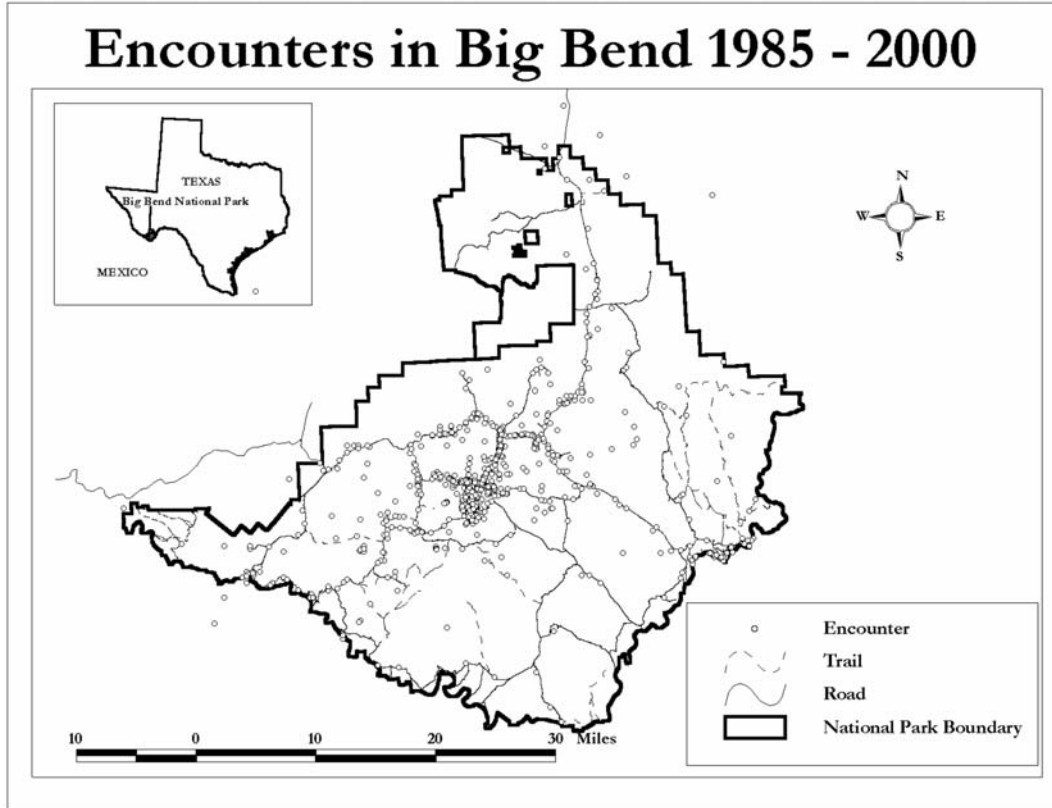 Encounters in Big Bend 1985 - 2000
TEXAS
Big Bend National Park
MEXICO
N
W E
S
Encounter
Trail
Road
National Park Boundary
10 0 10 20 30 Miles